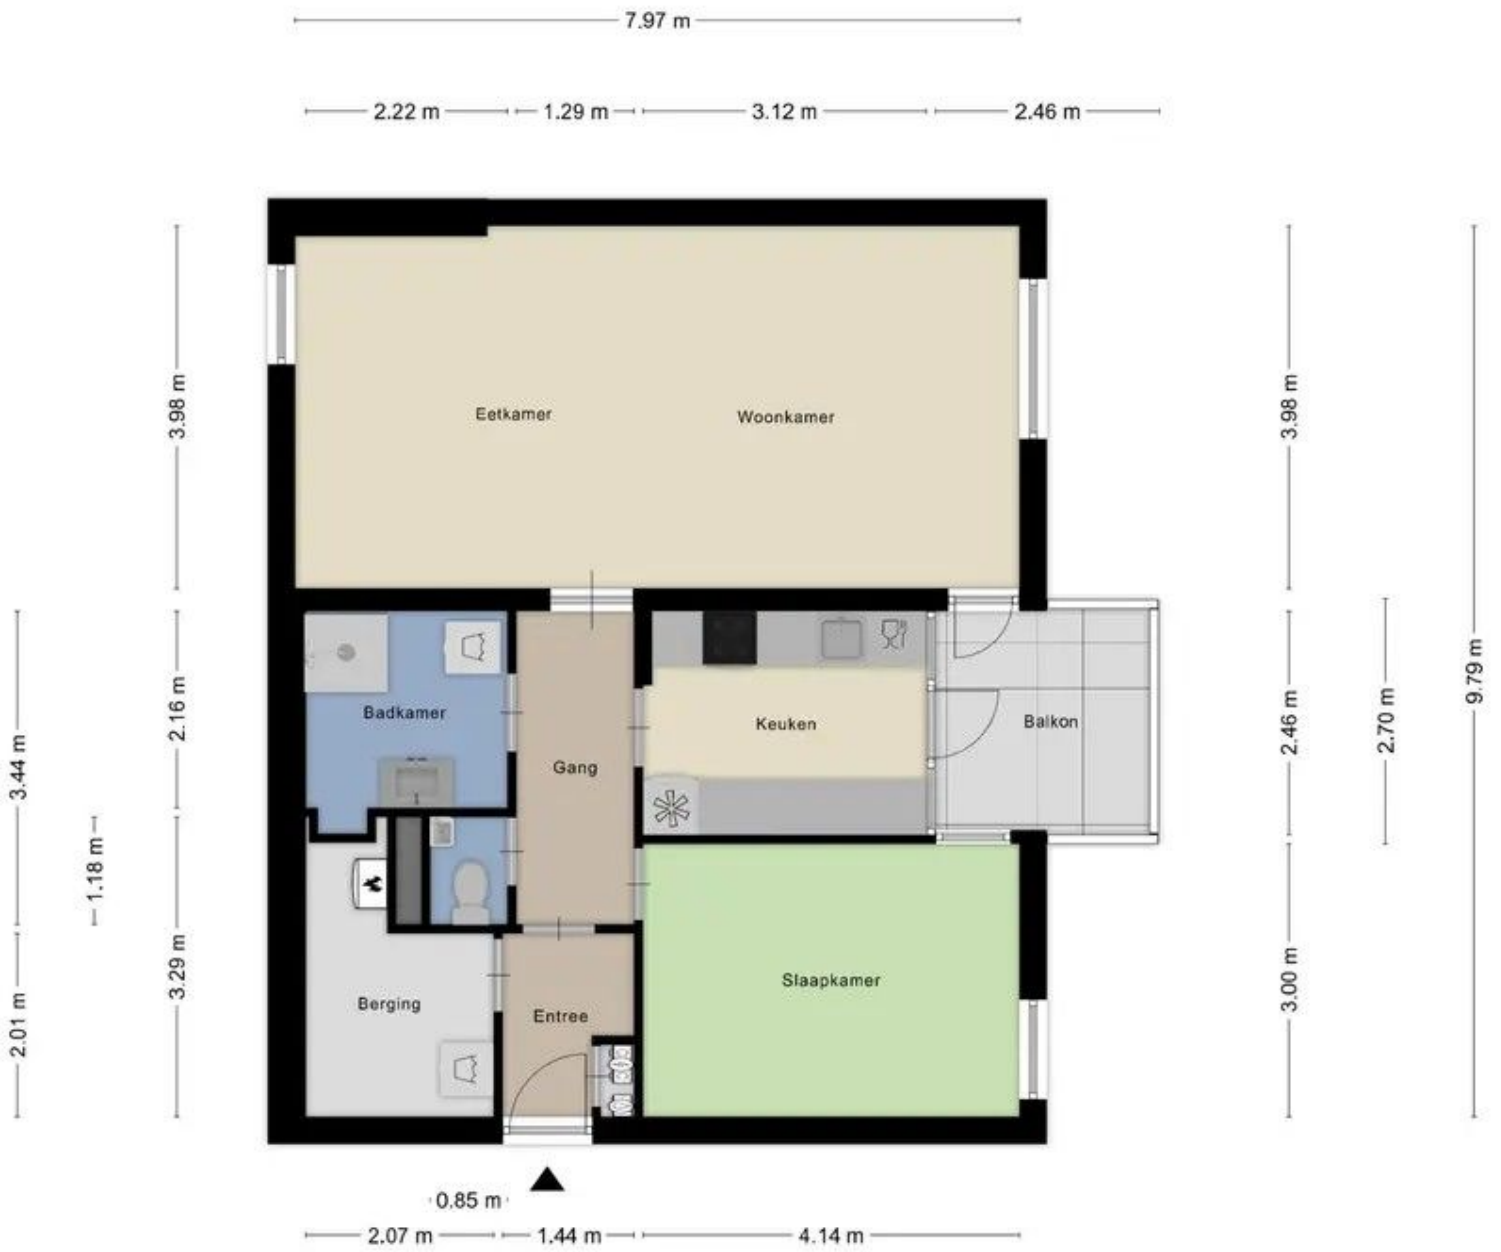 7.97 m
2.22 m
1.29 m
3.12 m
2.46 m
3.98 m
3.98 m
Eetkamer
Woonkamer
3.44 m
2.16 m
1.18 m
Badkamer
Gang
Keuken
Balkon
2.46 m
2.70 m
9.79 m
2.01 m
3.29 m
Berging
Entree
Slaapkamer
3.00 m
0.85 m
2.07 m
1.44 m
4.14 m